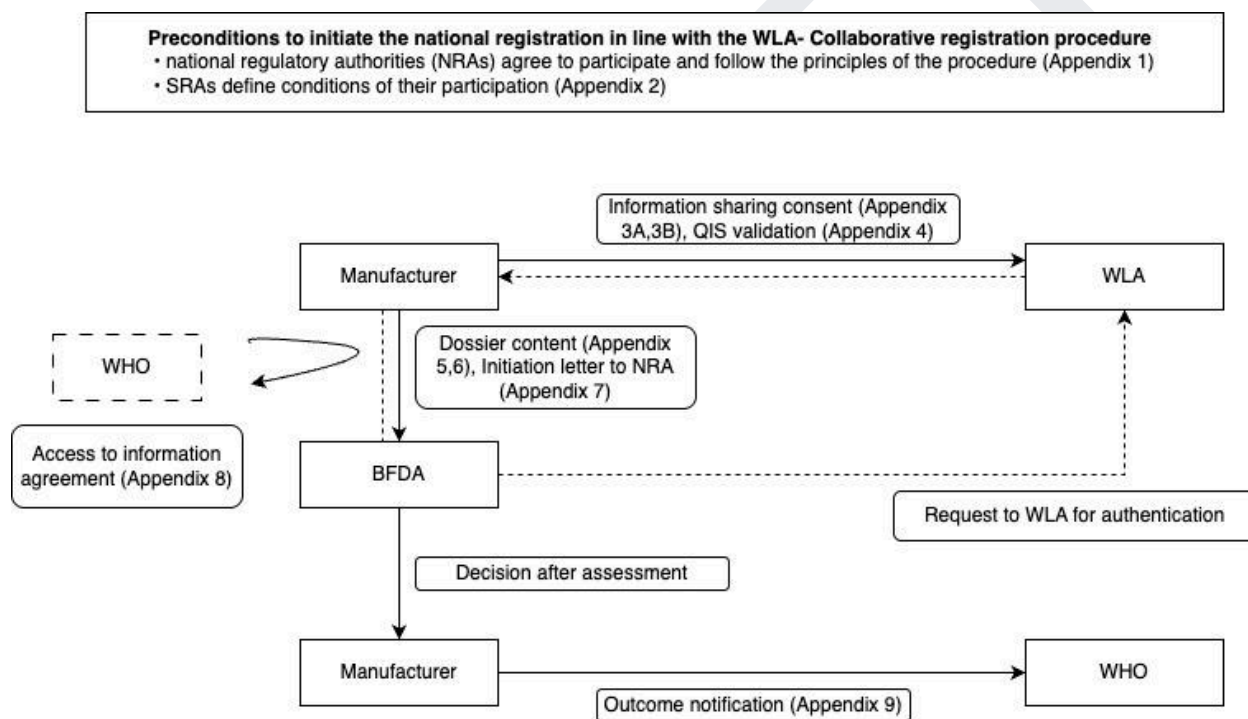 Preconditions to initiate the national registration in line with the WLA- Collaborative registration procedure
• national regulatory authorities (NRAs) agree to participate and follow the principles of the procedure (Appendix 1)
• SRAs define conditions of their participation (Appendix 2)
Information sharing consent (Appendix
3A,3B), QIS validation (Appendix 4)
Manufacturer
WLA
WHO
Dossier content (Appendix
5,6), Initiation letter to NRA
(Appendix 7)
Access to information
agreement (Appendix 8)
BFDA
Request to WLA for authentication
Decision after assessment
Manufacturer
WHO
Outcome notification (Appendix 9)